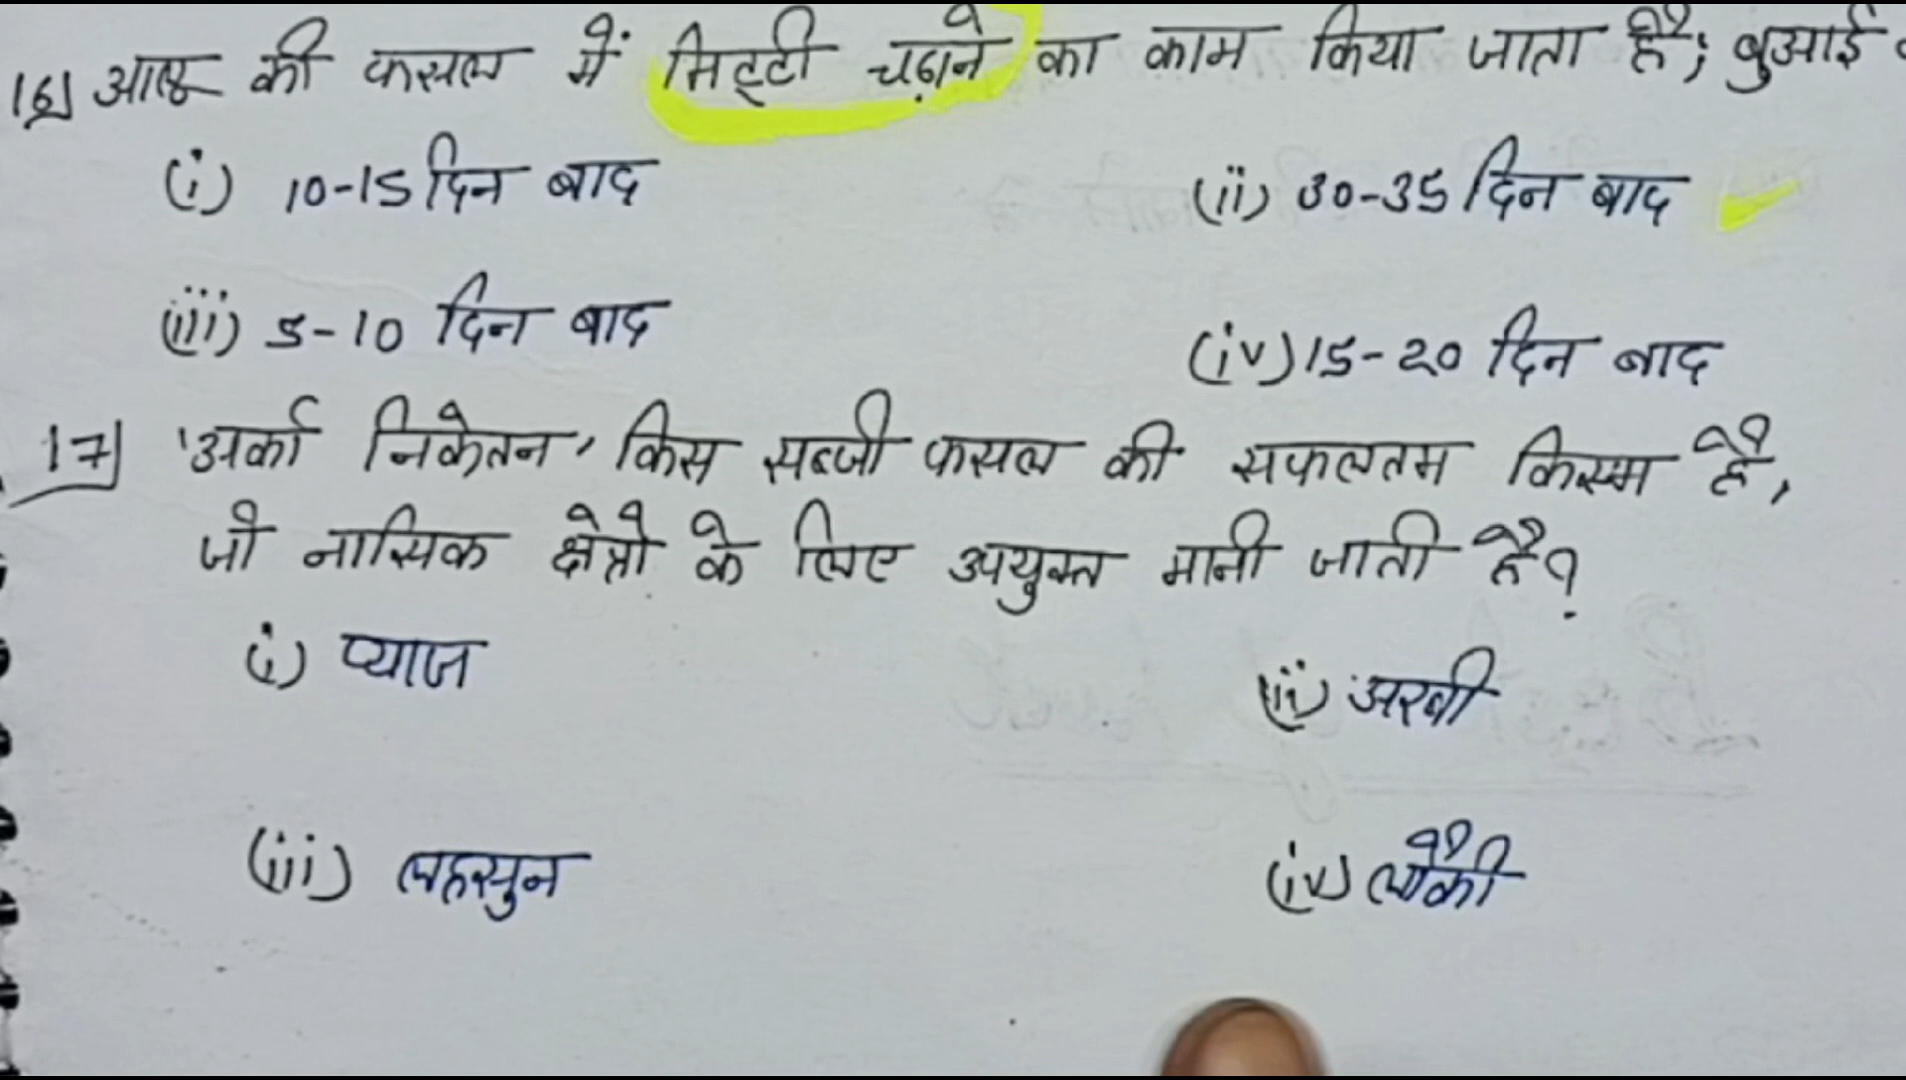 16) आलू की फसल में मिट्टी चढ़ाने का काम किया जाता है; बुआई
(i) 10-15 दिन बाद
(ii) 30-35 दिन बाद
(iii) 5-10 दिन बाद
(iv) 15-20 दिन बाद
17) 'अर्का निकेतन' किस सब्जी फसल की सफलतम किस्म है,
जो नासिक क्षेत्रो के लिए उपयुक्त मानी जाती है?
(i) प्याज
(ii) अरबी
(iii) लहसुन
(iv) लौकी